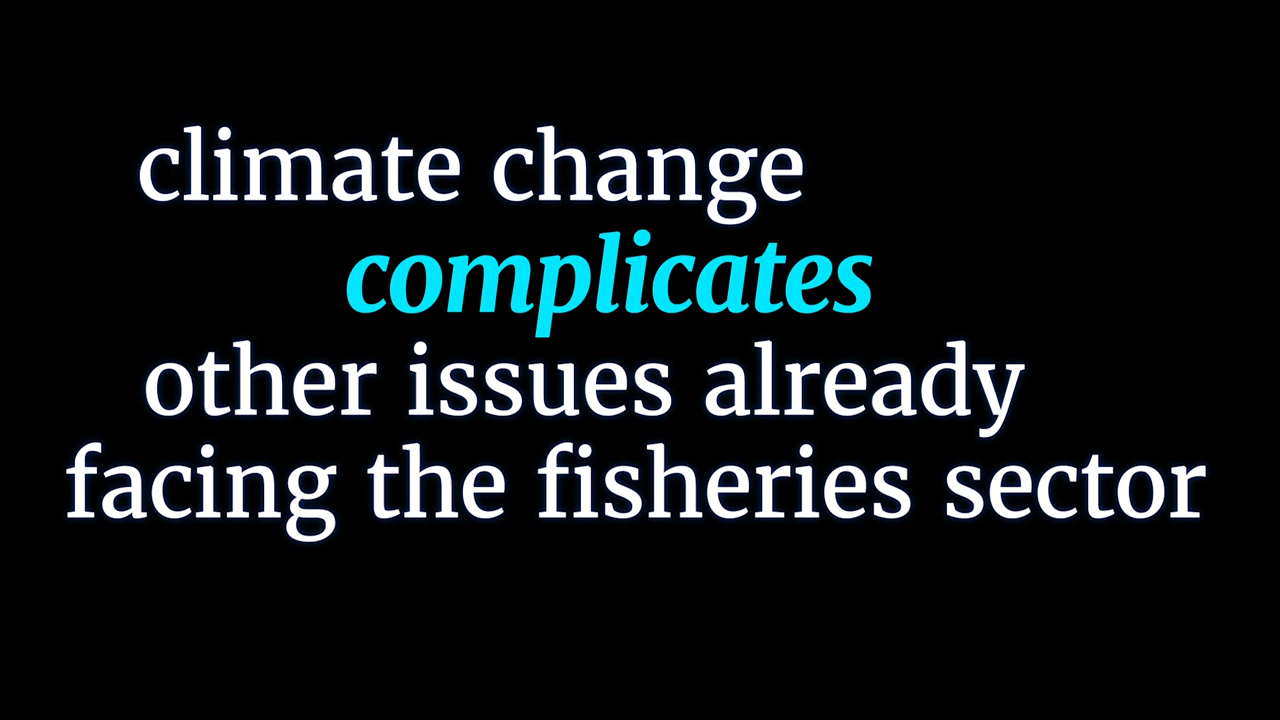 climate change
complicates
other issues already
facing the fisheries sector